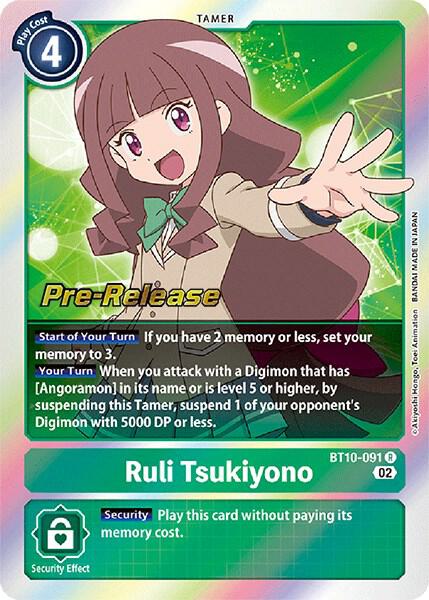 TAMER
Play Cost
4
Pre-Release
Start of Your Turn If you have 2 memory or less, set your
memory to 3.
Your Turn When you attack with a Digimon that has
[Angoramon] in its name or is level 5 or higher, by
suspending this Tamer, suspend 1 of your opponent's
Digimon with 5000 DP or less.
©Akiyoshi Hongo, Toei Animation BANDAI MADE IN JAPAN
BT10-091 R
Ruli Tsukiyono
02
Security Play this card without paying its
memory cost.
Security Effect